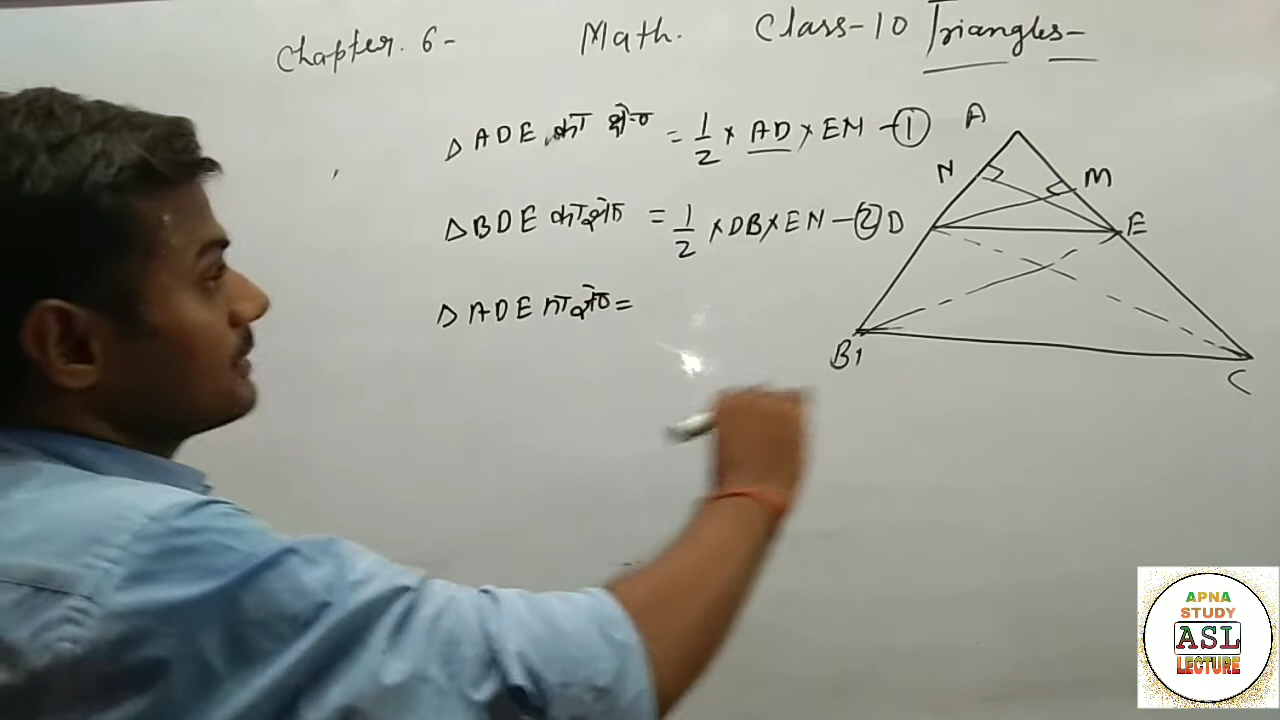 Chapter. 6-
Math.
Class-10 Triangles-
△ADE का क्षे० = 1/2 × AD × EM -①
△BDE का क्षे० = 1/2 × DB × EN -②
△ADE का क्षे० =
A
N
M
D
E
B
C
APNA
STUDY
ASL
LECTURE